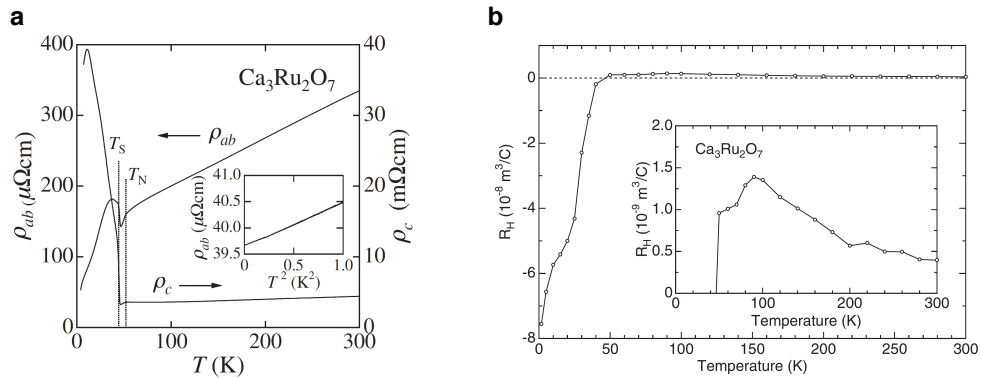 a
400
300
200
100
0
ρab (μΩcm)
0
100
200
300
T (K)
40
30
20
10
0
ρc (mΩcm)
Ca3Ru2O7
ρab
TS
TN
ρc
41.0
40.5
40.0
39.5
ρab (μΩcm)
0
0.5
1.0
T 2 (K2)
b
0
-2
-4
-6
-8
RH (10-8 m3/C)
0
50
100
150
200
250
300
Temperature (K)
2.0
1.5
1.0
0.5
0
RH (10-9 m3/C)
Ca3Ru2O7
0
100
200
300
Temperature (K)